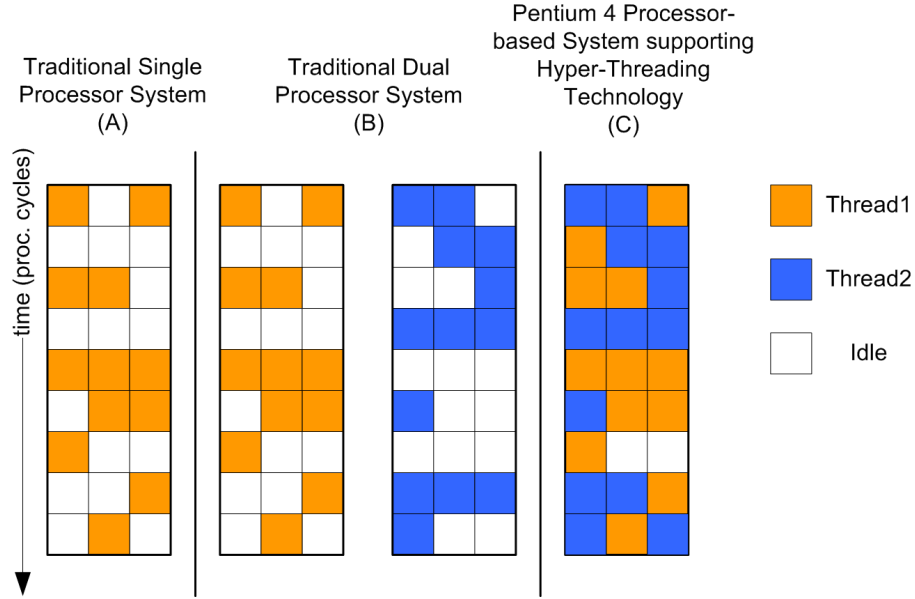 Traditional Single
Processor System
(A)
Traditional Dual
Processor System
(B)
Pentium 4 Processor-
based System supporting
Hyper-Threading
Technology
(C)
time (proc. cycles)
Thread1
Thread2
Idle